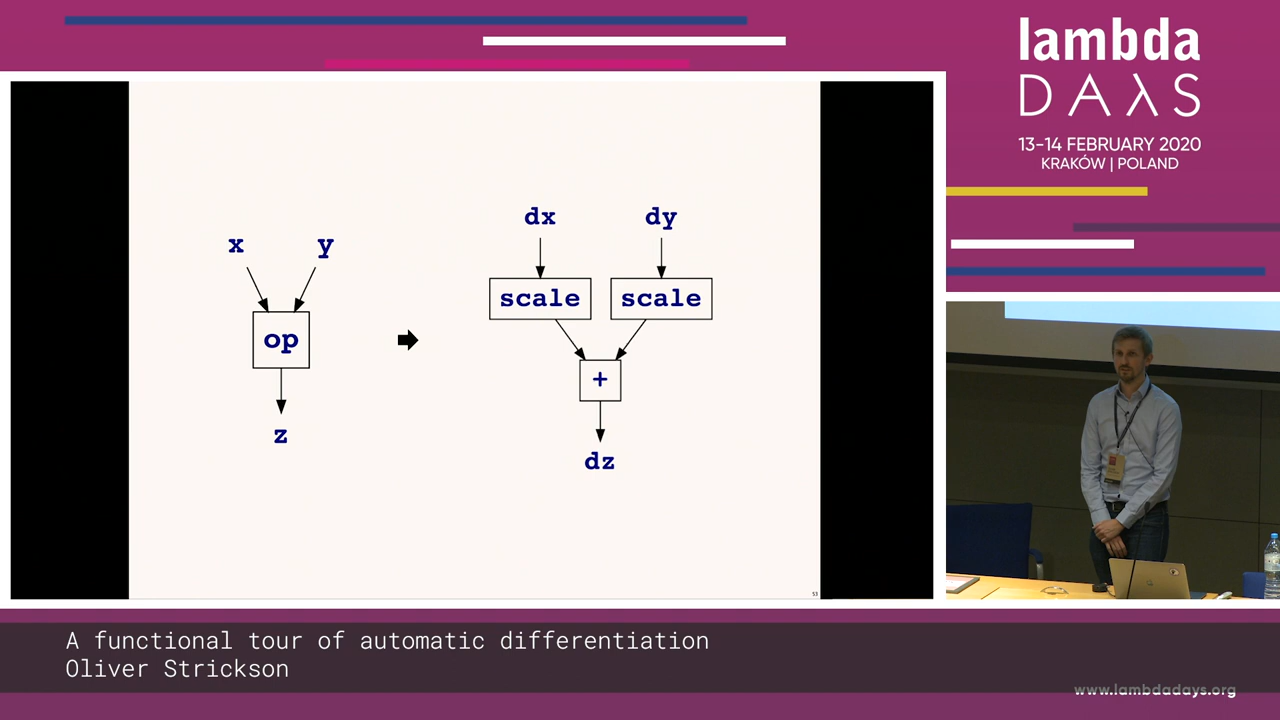 lambda
DAλS
13-14 FEBRUARY 2020
KRAKÓW | POLAND
dx dy
x y
scale scale
op
+
z
dz
53
A functional tour of automatic differentiation
Oliver Strickson
www.lambdadays.org